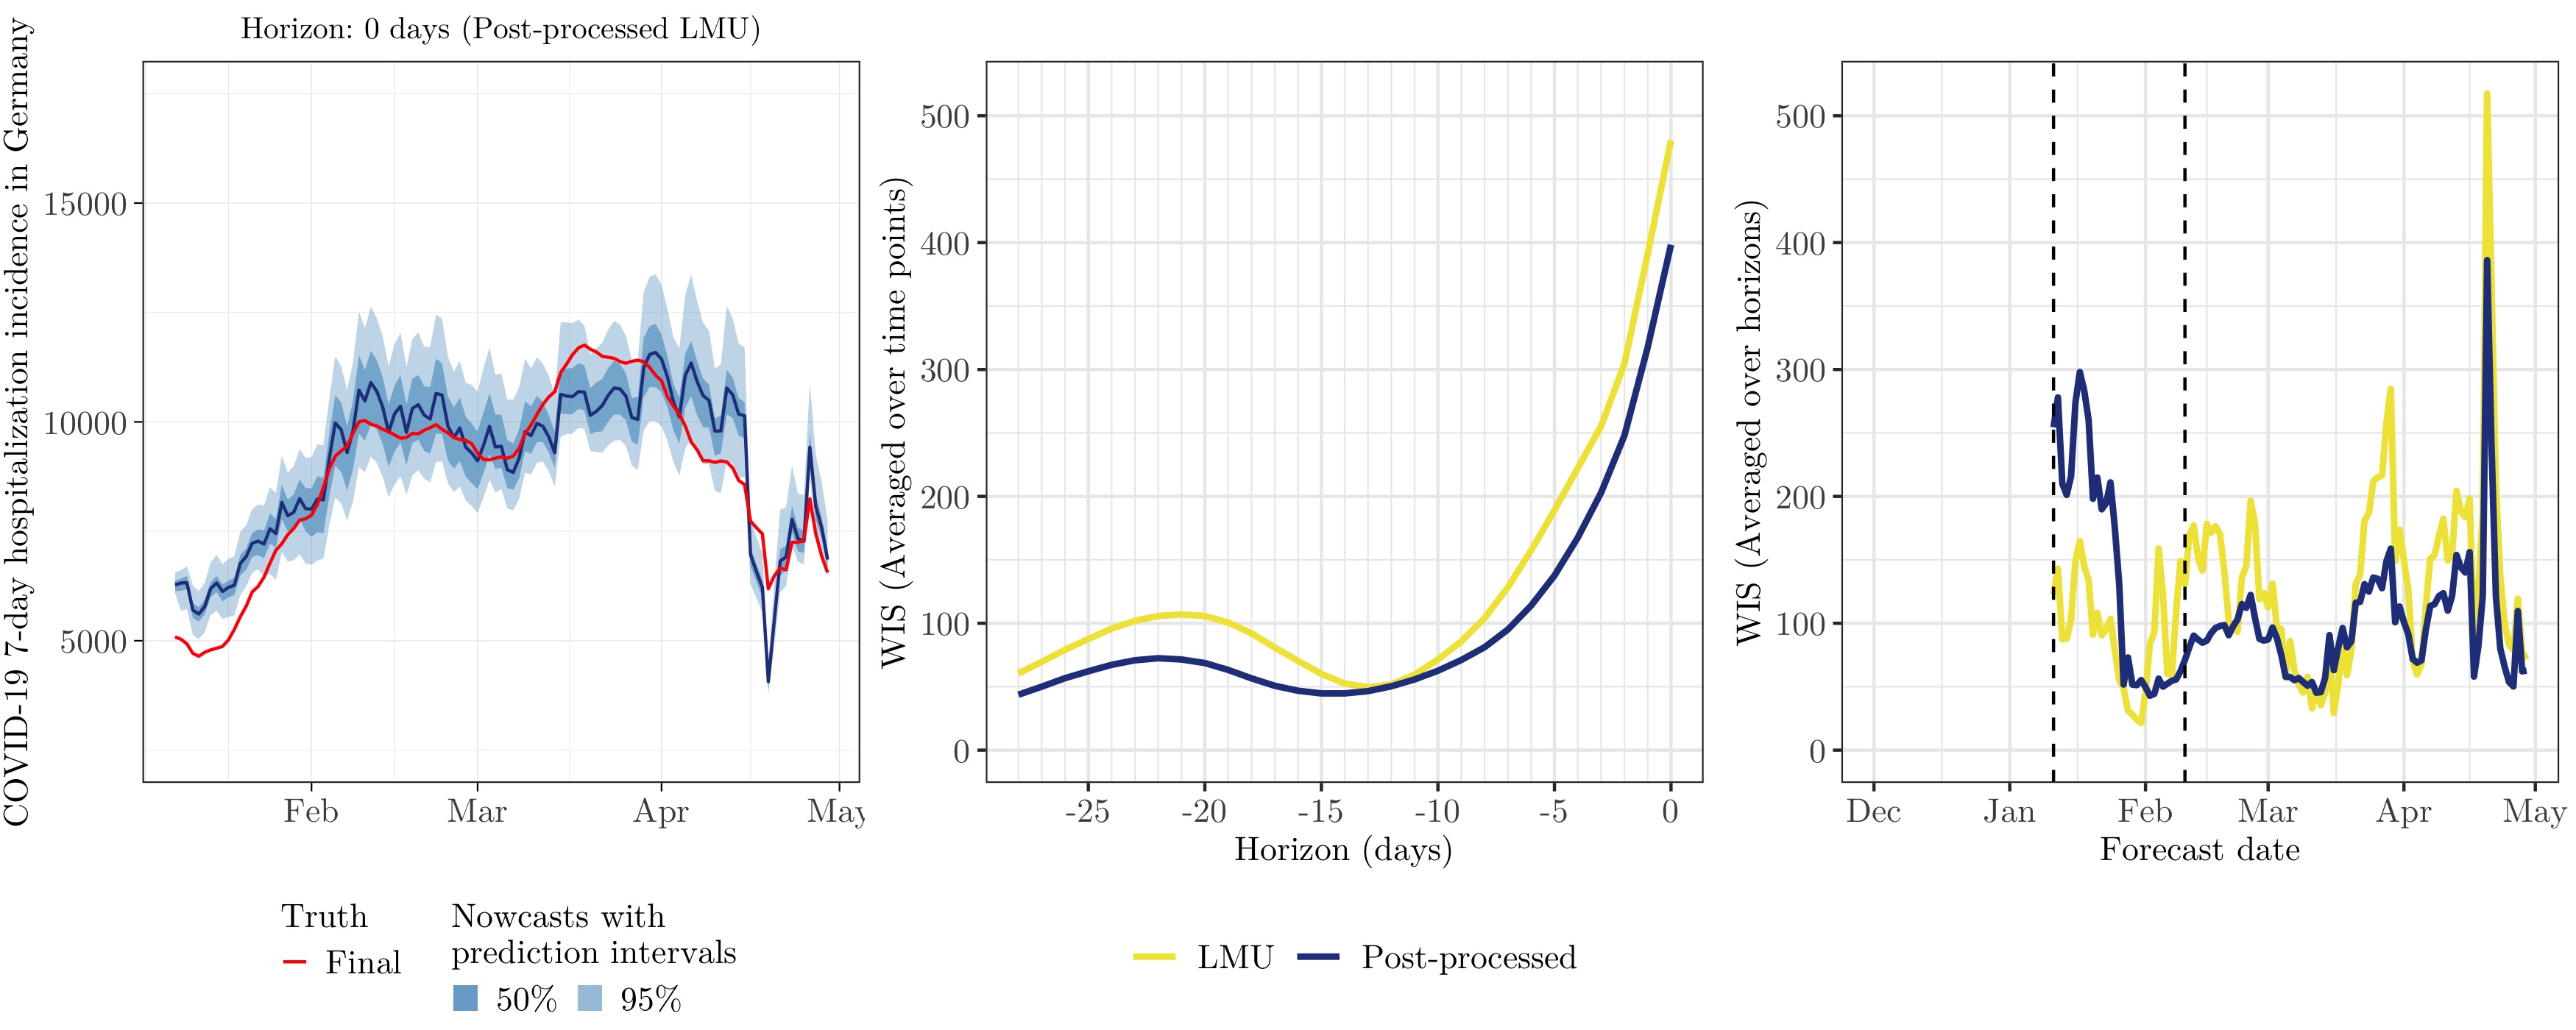 Horizon: 0 days (Post-processed LMU)
COVID-19 7-day hospitalization incidence in Germany
15000
10000
5000
Feb
Mar
Apr
May
Truth
Final
Nowcasts with
prediction intervals
50%
95%
WIS (Averaged over time points)
500
400
300
200
100
0
-25
-20
-15
-10
-5
0
Horizon (days)
LMU
Post-processed
WIS (Averaged over horizons)
500
400
300
200
100
0
Dec
Jan
Feb
Mar
Apr
May
Forecast date